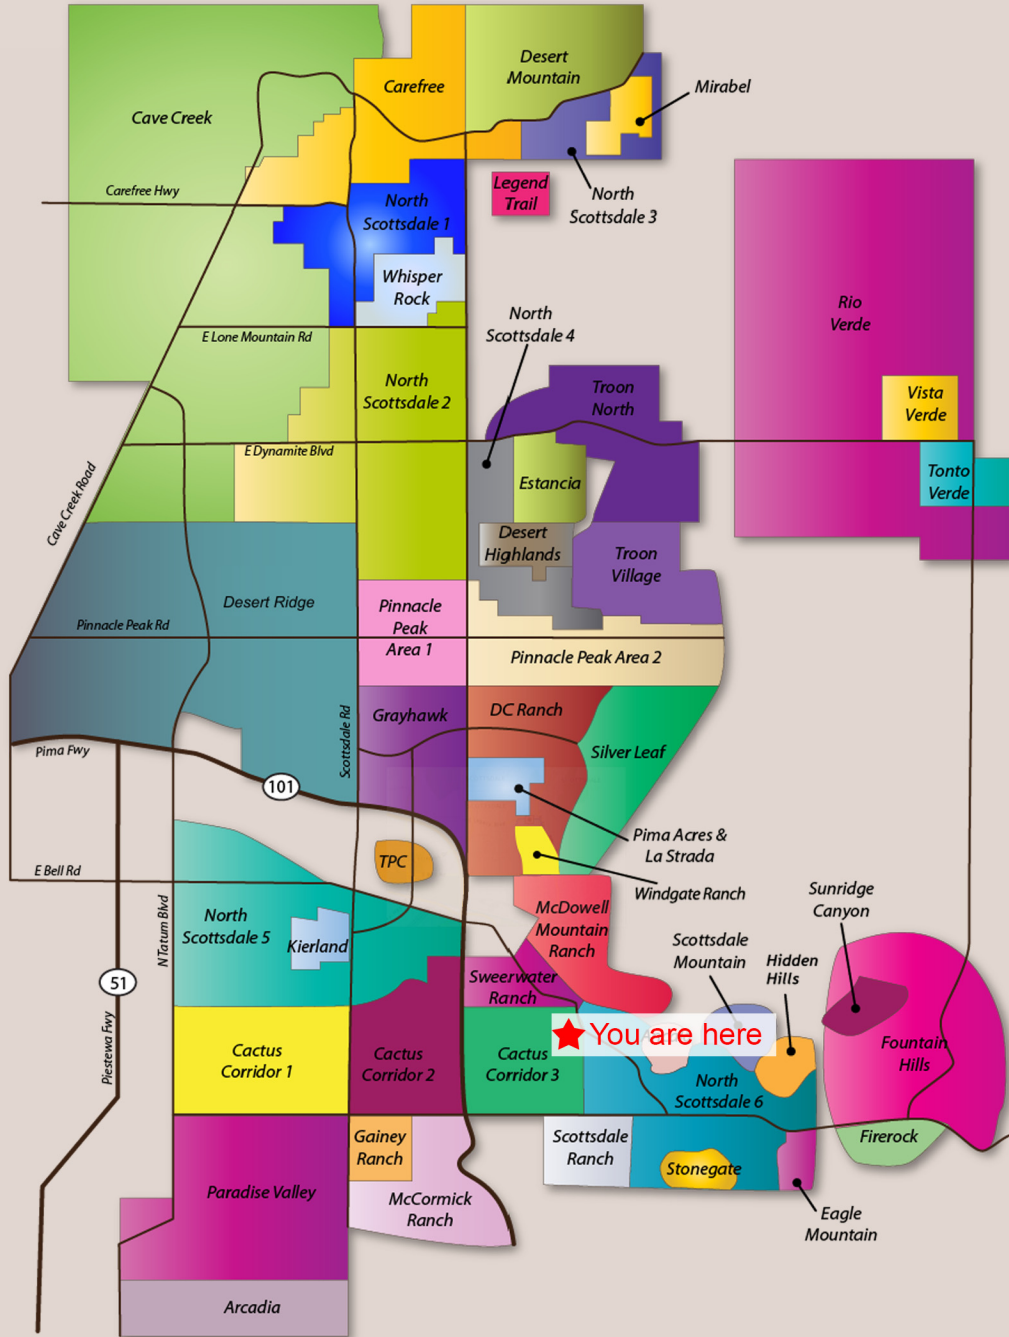 Desert
Mountain
Carefree
Mirabel
Cave Creek
Carefree Hwy
Legend
Trail
North
Scottsdale 3
North
Scottsdale 1
Whisper
Rock
Rio
Verde
North
Scottsdale 4
E Lone Mountain Rd
North
Scottsdale 2
Troon
North
Vista
Verde
E Dynamite Blvd
Cave Creek Road
Estancia
Tonto
Verde
Desert
Highlands
Troon
Village
Desert Ridge
Pinnacle
Peak
Area 1
Pinnacle Peak Rd
Pinnacle Peak Area 2
Grayhawk
DC Ranch
Scottsdale Rd
Silver Leaf
Pima Fwy
101
Pima Acres &
La Strada
TPC
E Bell Rd
Windgate Ranch
Sunridge
Canyon
McDowell
Mountain
Ranch
N Tatum Blvd
North
Scottsdale 5
Kierland
Scottsdale
Mountain
Hidden
Hills
51
Sweerwater
Ranch
You are here
Piestewa Fwy
Cactus
Corridor 1
Cactus
Corridor 2
Cactus
Corridor 3
Fountain
Hills
North
Scottsdale 6
Gainey
Ranch
Scottsdale
Ranch
Firerock
Stonegate
Paradise Valley
McCormick
Ranch
Eagle
Mountain
Arcadia